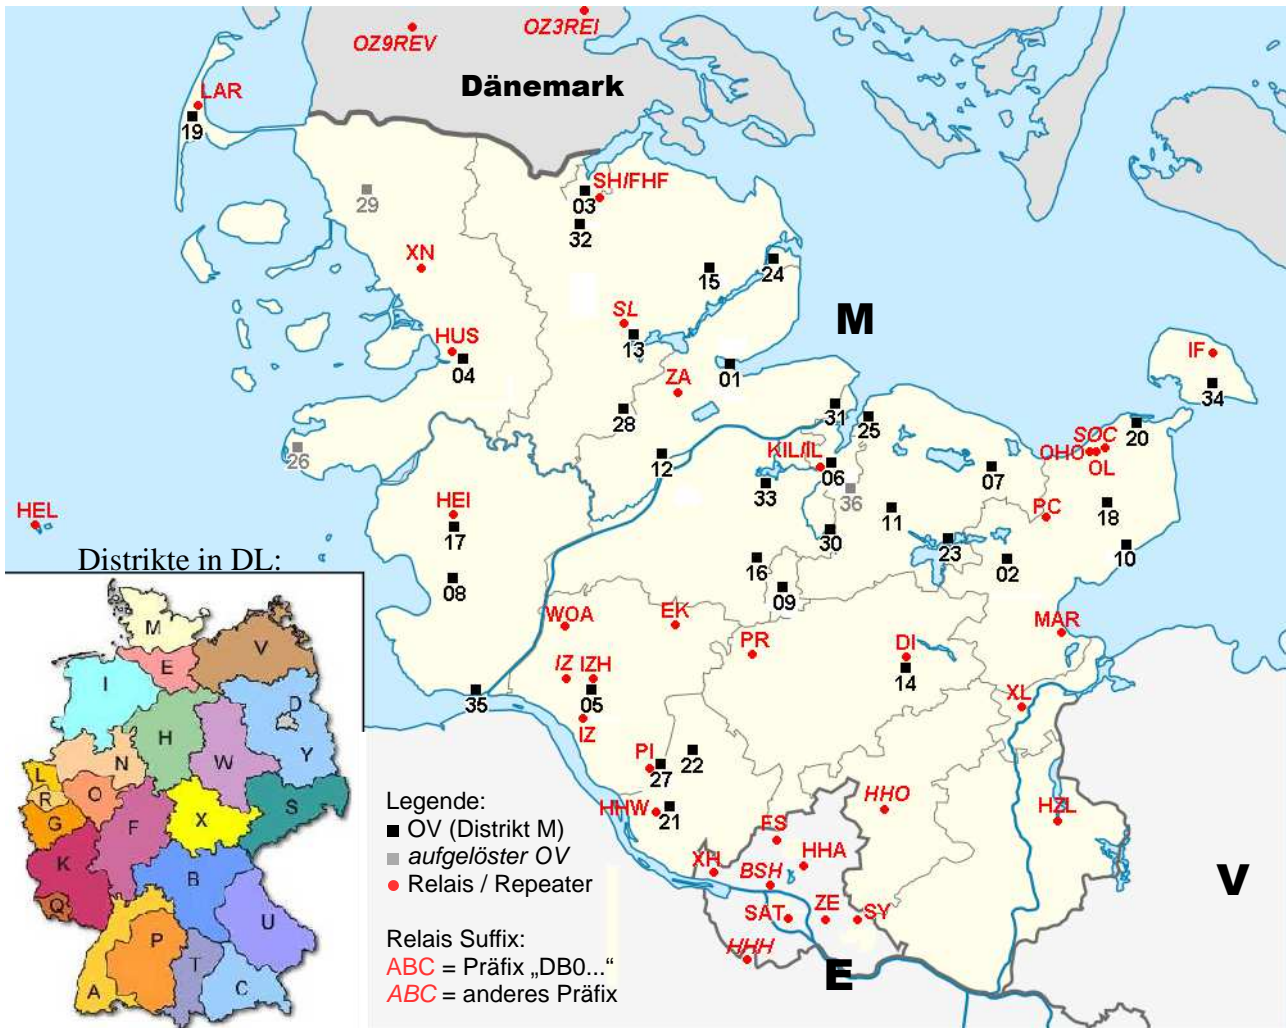 OZ3REI
OZ9REV
Dänemark
LAR
19
29
SH/FHF
03
32
XN
15
24
M
SL
13
HUS
04
01
IF
34
ZA
28
31
25
20
SOC
OHO
OL
26
12
KIL/IL
06
33
36
07
11
18
PC
HEL
HEI
17
30
23
02
10
Distrikte in DL:
08
16
09
WOA
EK
PR
DI
14
MAR
IZ
IZH
05
35
IZ
XL
PI
27
22
HHW
21
HHO
HZL
FS
XH
BSH
HHA
SAT
ZE
SY
HHH
E
V
M
E
V
I
D
H
N
W
Y
L
R
O
G
F
X
S
K
B
Q
U
P
T
A
C
Legende:
OV (Distrikt M)
aufgelöster OV
Relais / Repeater
Relais Suffix:
ABC = Präfix „DB0...“
ABC = anderes Präfix